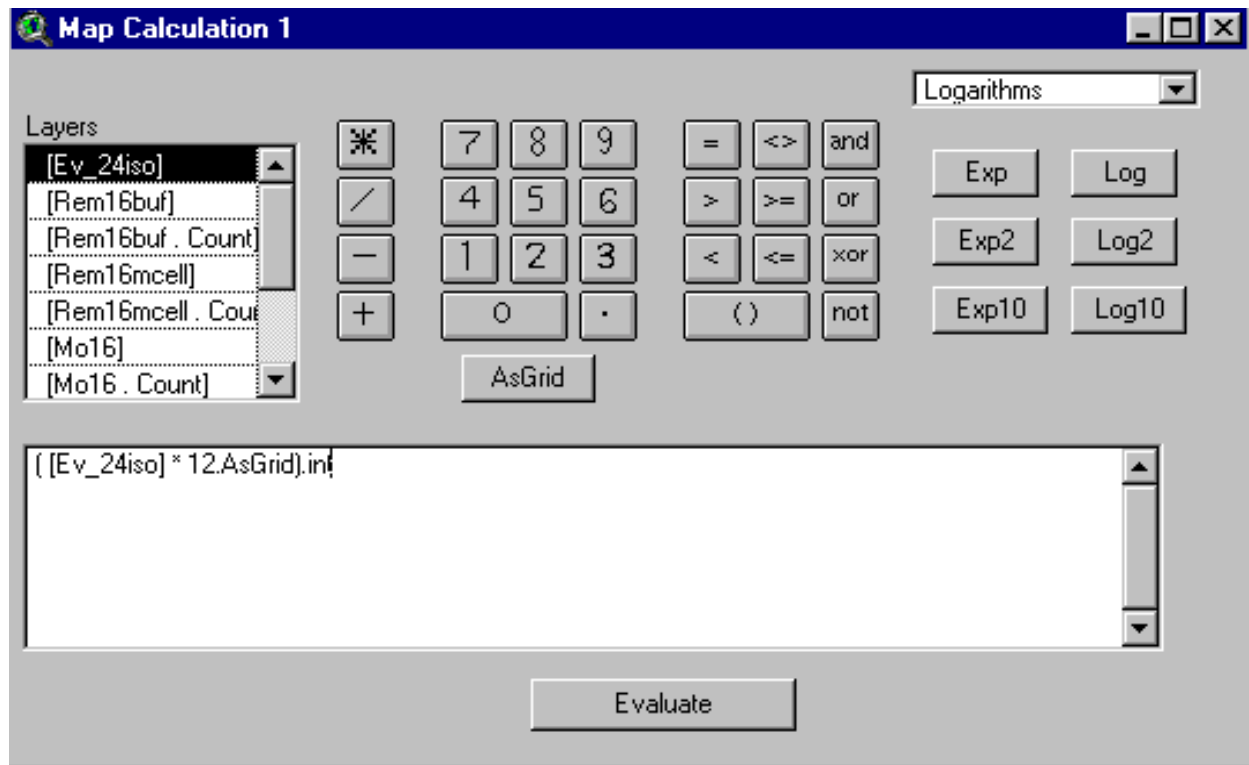 Map Calculation 1
Logarithms
Layers
[Ev_24iso]
[Rem16buf]
[Rem16buf . Count]
[Rem16mcell]
[Rem16mcell . Cou
[Mo16]
[Mo16 . Count]
* 7 8 9 = <> and
/ 4 5 6 > >= or
− 1 2 3 < <= xor
+ 0 . ( ) not
AsGrid
Exp Log
Exp2 Log2
Exp10 Log10
( [Ev_24iso] * 12.AsGrid).int
Evaluate